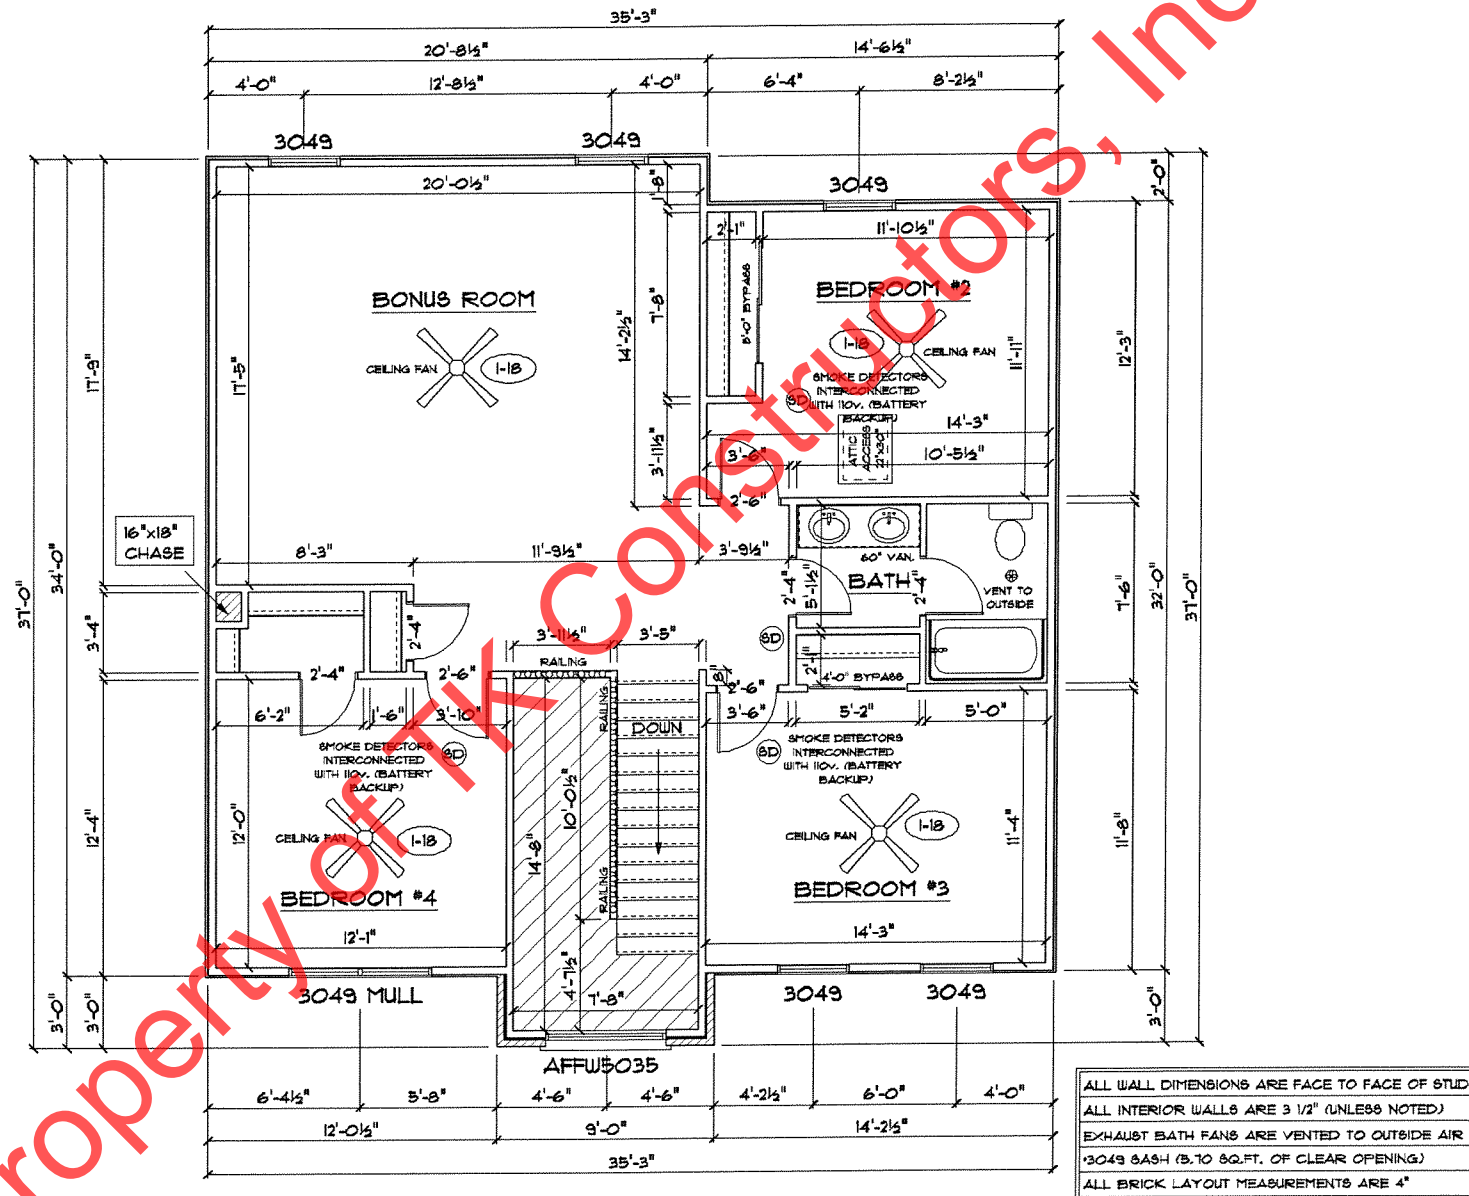 35'-3"
20'-8½" 14'-6½"
4'-0" 12'-8½" 4'-0" 6'-4" 8'-2½"
3049 3049
3049
20'-0½"
1'-8"
2'-0"
2'-1" 11'-10½"
BONUS ROOM
CEILING FAN 1-18
17'-5"
14'-2½"
7'-8"
5'-0" BYPASS
BEDROOM #2
1-18 CEILING FAN
SMOKE DETECTORS
INTERCONNECTED
WITH 110v. (BATTERY
BACKUP)
SD
11'-11"
12'-3"
14'-3"
ATTIC
ACCESS
22"x30"
3'-11½"
3'-6" 10'-5½"
2'-6"
17'-9"
34'-0"
37'-0"
16"x18"
CHASE
8'-3" 11'-9½" 3'-9½"
60" VAN.
BATH
2'-4"
5'-1½"
2'-4"
VENT TO
OUTSIDE
7'-6"
32'-0"
37'-0"
3'-4"
2'-4"
3'-11½" 3'-5"
RAILING
SD
2'-1"
4'-0" BYPASS
2'-4" 2'-6"
8"
2'-6"
6'-2" 1'-6" 3'-10"
3'-6" 5'-2" 5'-0"
RAILING
DOWN
SMOKE DETECTORS
INTERCONNECTED
WITH 110v. (BATTERY
BACKUP)
SD
SMOKE DETECTORS
INTERCONNECTED
WITH 110v. (BATTERY
BACKUP)
SD
12'-4"
12'-0"
CEILING FAN 1-18
BEDROOM #4
14'-8"
10'-0½"
RAILING
CEILING FAN 1-18
BEDROOM #3
11'-4"
11'-8"
12'-1"
14'-3"
4'-7½"
7'-8"
3'-0"
3'-0"
3'-0"
3049 MULL
3049 3049
AFFW5035
6'-4½" 5'-8" 4'-6" 4'-6" 4'-2½" 6'-0" 4'-0"
12'-0½" 9'-0" 14'-2½"
35'-3"
ALL WALL DIMENSIONS ARE FACE TO FACE OF STUD
ALL INTERIOR WALLS ARE 3 1/2" (UNLESS NOTED)
EXHAUST BATH FANS ARE VENTED TO OUTSIDE AIR
*3049 SASH (5.70 SQ.FT. OF CLEAR OPENING)
ALL BRICK LAYOUT MEASUREMENTS ARE 4"
roperty of TK Constructors, Inc